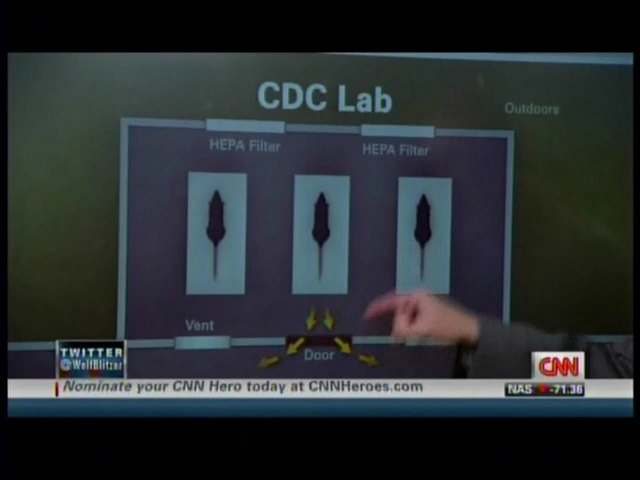 CDC Lab
Outdoors
HEPA Filter
HEPA Filter
Vent
Door
TWITTER
@WolfBlitzer
CNN
Nominate your CNN Hero today at CNNHeroes.com
NAS -71.36